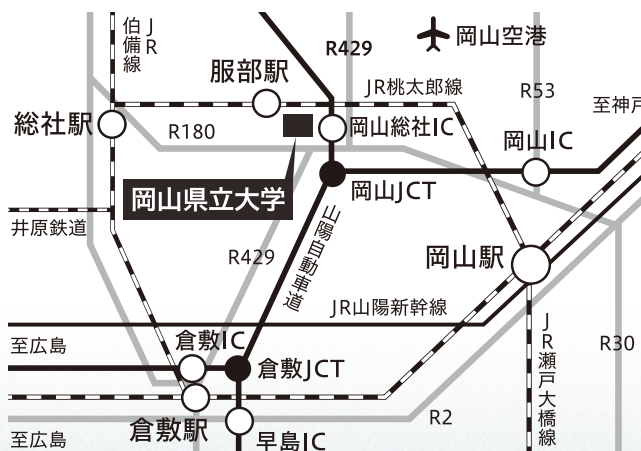 JR伯備線
R429
岡山空港
服部駅
JR桃太郎線
R53
至神戸
総社駅
R180
岡山総社IC
岡山IC
岡山県立大学
岡山JCT
井原鉄道
山陽自動車道
R429
岡山駅
JR山陽新幹線
至広島
倉敷IC
倉敷JCT
JR瀬戸大橋線
R30
倉敷駅
R2
至広島
早島IC